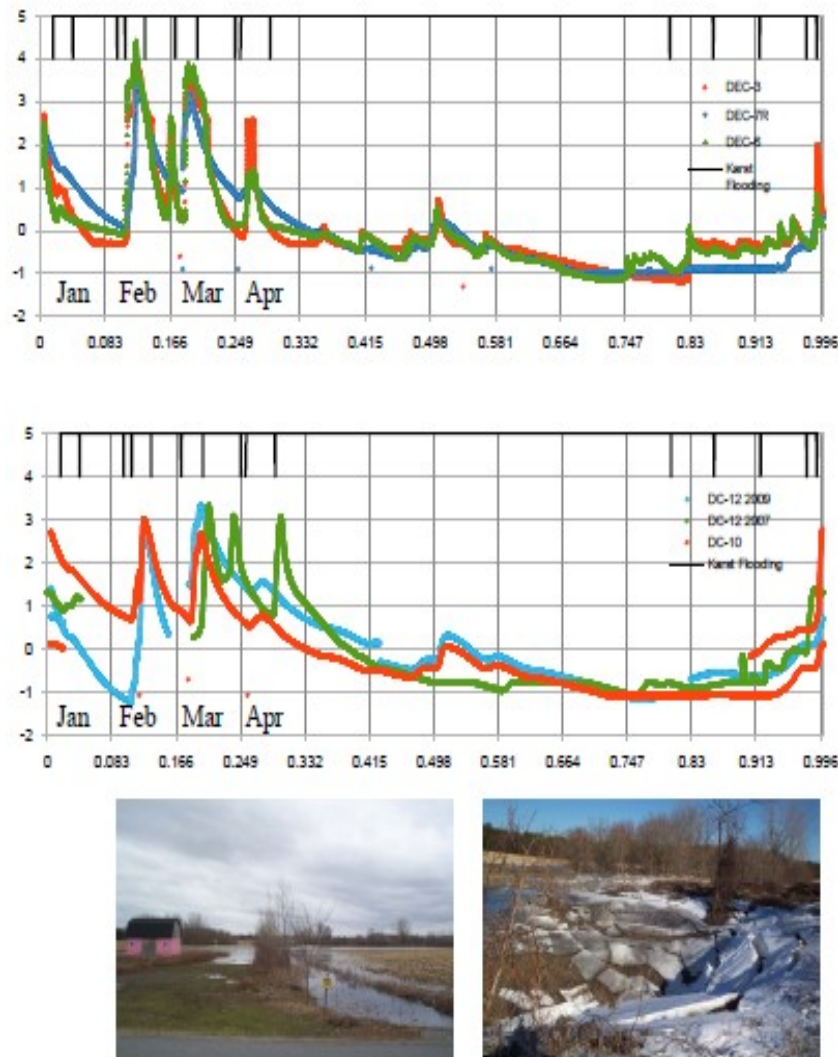 5
4
3
2
1
0
-1
-2
DEC-3
DEC-7R
DEC-6
Karst
Flooding
Jan Feb Mar Apr
0 0.083 0.166 0.249 0.332 0.415 0.498 0.581 0.664 0.747 0.83 0.913 0.996
5
4
3
2
1
0
-1
-2
DC-12 2009
DC-12 2007
DC-10
Karst Flooding
Jan Feb Mar Apr
0 0.083 0.166 0.249 0.332 0.415 0.498 0.581 0.664 0.747 0.83 0.913 0.996